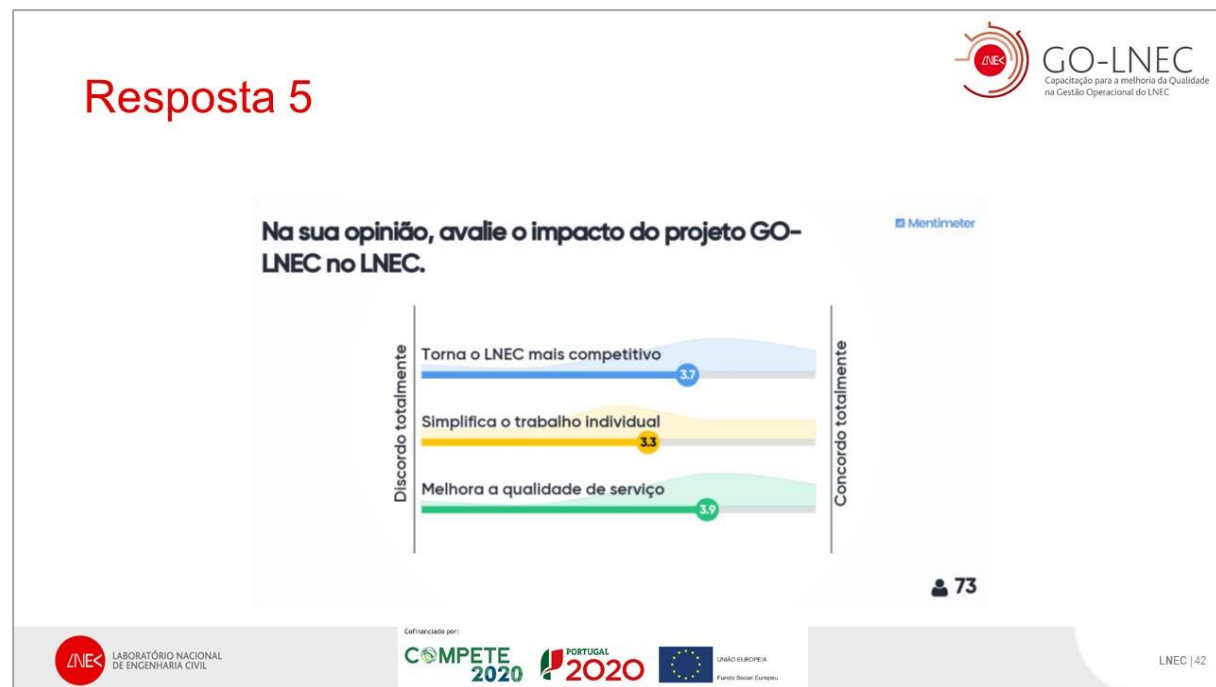 Resposta 5
LNEC
GO-LNEC
Capacitação para a melhoria da Qualidade
na Gestão Operacional do LNEC
Na sua opinião, avalie o impacto do projeto GO-
LNEC no LNEC.
Mentimeter
Discordo totalmente
Torna o LNEC mais competitivo
3.7
Simplifica o trabalho individual
3.3
Melhora a qualidade de serviço
3.9
Concordo totalmente
73
LNEC
LABORATÓRIO NACIONAL
DE ENGENHARIA CIVIL
Cofinanciado por:
COMPETE
2020
PORTUGAL
2020
UNIÃO EUROPEIA
Fundo Social Europeu
LNEC | 42